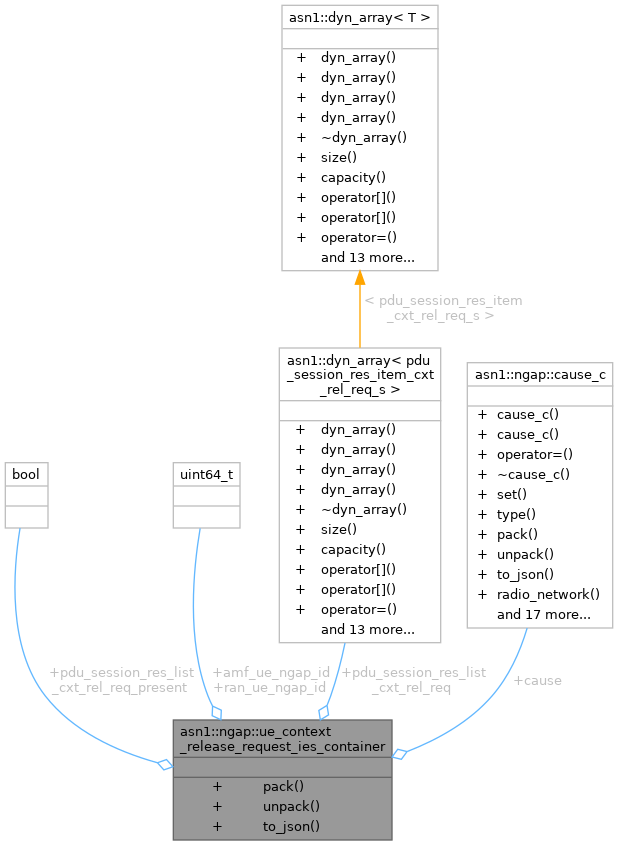 asn1::dyn_array< T >
+ dyn_array()
+ dyn_array()
+ dyn_array()
+ dyn_array()
+ ~dyn_array()
+ size()
+ capacity()
+ operator[]()
+ operator[]()
+ operator=()
and 13 more...
< pdu_session_res_item
_cxt_rel_req_s >
asn1::dyn_array< pdu
_session_res_item_cxt
_rel_req_s >
+ dyn_array()
+ dyn_array()
+ dyn_array()
+ dyn_array()
+ ~dyn_array()
+ size()
+ capacity()
+ operator[]()
+ operator[]()
+ operator=()
and 13 more...
asn1::ngap::cause_c
+ cause_c()
+ cause_c()
+ operator=()
+ ~cause_c()
+ set()
+ type()
+ pack()
+ unpack()
+ to_json()
+ radio_network()
and 17 more...
bool
uint64_t
+pdu_session_res_list
_cxt_rel_req_present
+amf_ue_ngap_id
+ran_ue_ngap_id
+pdu_session_res_list
_cxt_rel_req
+cause
asn1::ngap::ue_context
_release_request_ies_container
+ pack()
+ unpack()
+ to_json()